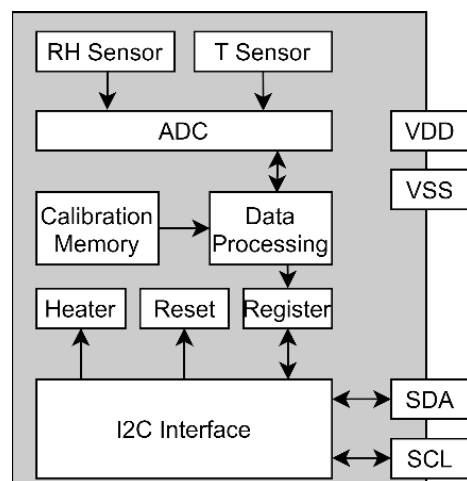 RH Sensor
T Sensor
ADC
VDD
VSS
Calibration
Memory
Data
Processing
Heater
Reset
Register
I2C Interface
SDA
SCL